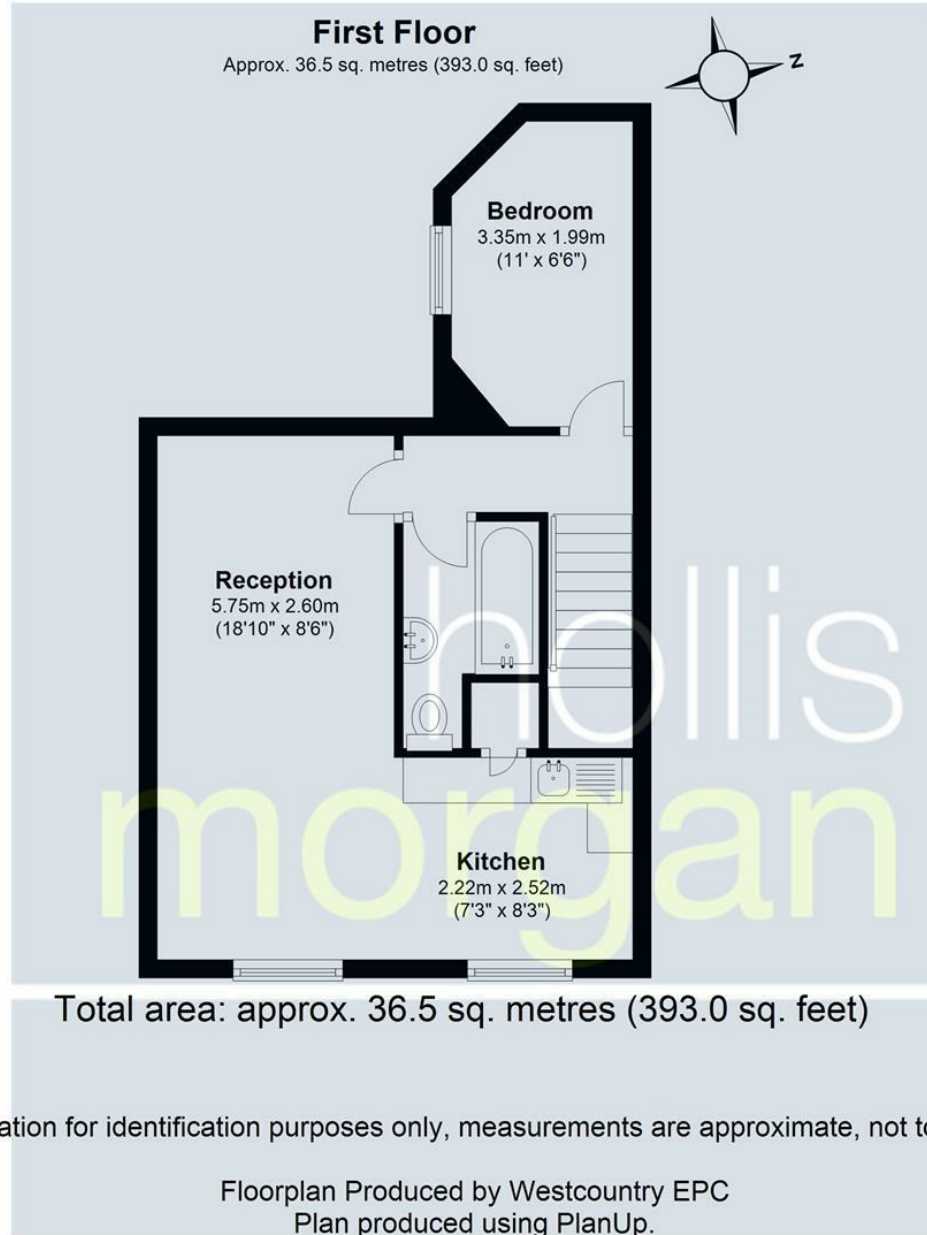 First Floor
Approx. 36.5 sq. metres (393.0 sq. feet)
N
Bedroom
3.35m x 1.99m
(11' x 6'6")
Reception
5.75m x 2.60m
(18'10" x 8'6")
hollis
morgan
Kitchen
2.22m x 2.52m
(7'3" x 8'3")
Total area: approx. 36.5 sq. metres (393.0 sq. feet)
ation for identification purposes only, measurements are approximate, not to
Floorplan Produced by Westcountry EPC
Plan produced using PlanUp.